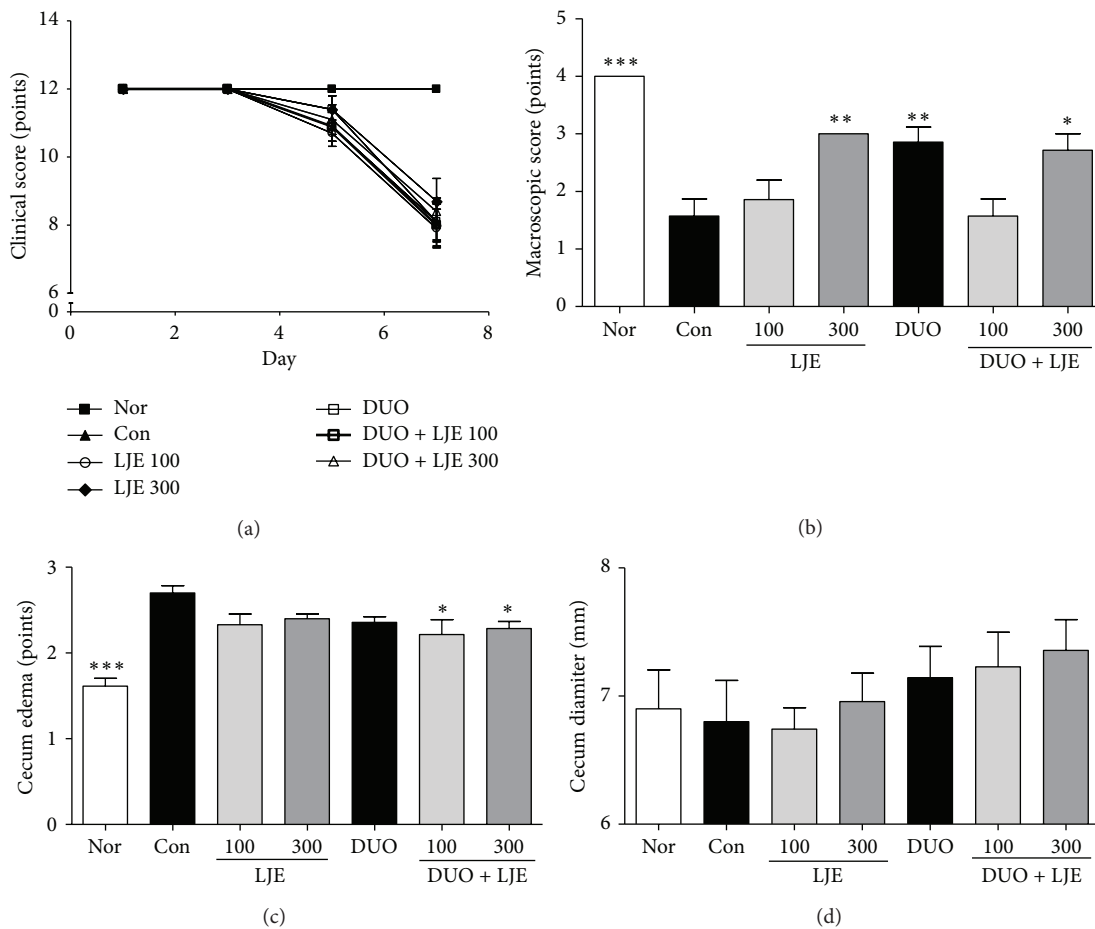 14
12
10
8
6
0
0
2
4
6
8
Clinical score (points)
Day
Nor
Con
LJE 100
LJE 300
DUO
DUO + LJE 100
DUO + LJE 300
(a)
5
4
3
2
1
0
Macroscopic score (points)
***
**
**
*
Nor
Con
100
300
DUO
100
300
LJE
DUO + LJE
(b)
3
2
1
0
Cecum edema (points)
***
*
*
Nor
Con
100
300
DUO
100
300
LJE
DUO + LJE
(c)
8
7
6
Cecum diamiter (mm)
Nor
Con
100
300
DUO
100
300
LJE
DUO + LJE
(d)